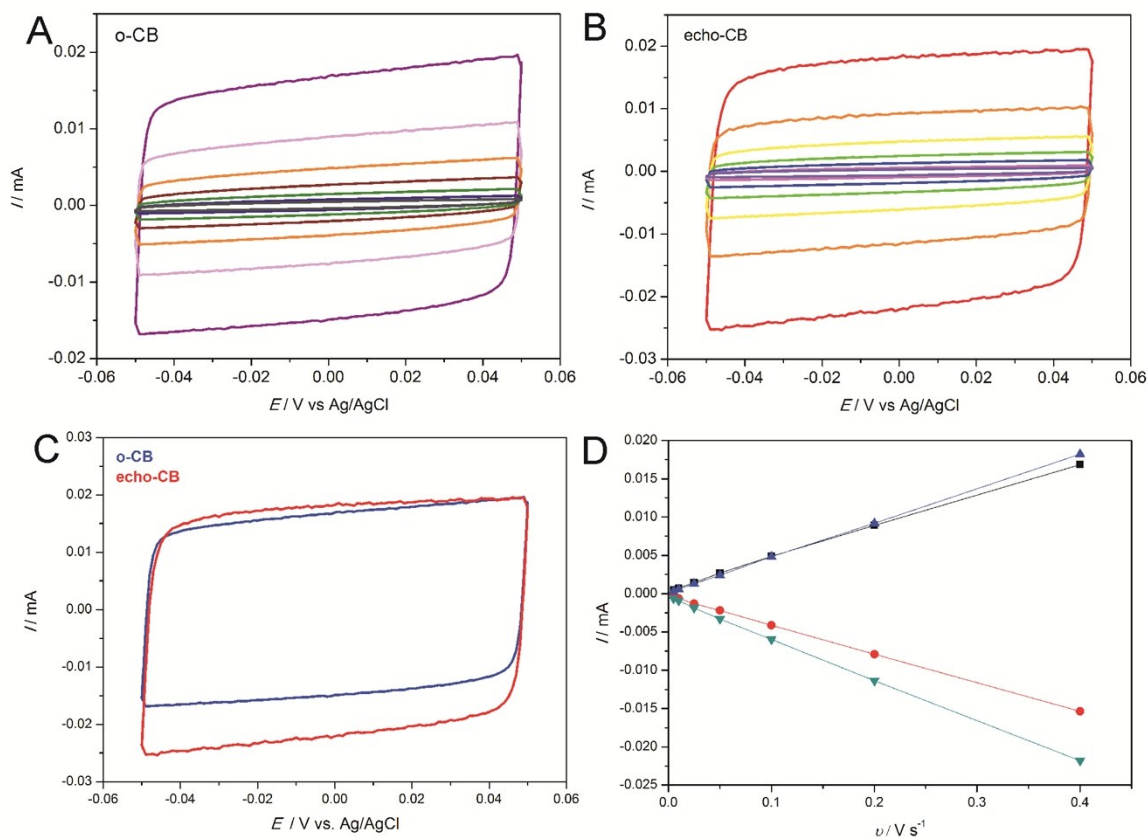 A
o-CB
0.02
0.01
0.00
-0.01
-0.02
I / mA
-0.06 -0.04 -0.02 0.00 0.02 0.04 0.06
E / V vs Ag/AgCl
B
echo-CB
0.02
0.01
0.00
-0.01
-0.02
-0.03
I / mA
-0.06 -0.04 -0.02 0.00 0.02 0.04 0.06
E / V vs Ag/AgCl
C
o-CB
echo-CB
0.03
0.02
0.01
0.00
-0.01
-0.02
-0.03
I / mA
-0.06 -0.04 -0.02 0.00 0.02 0.04 0.06
E / V vs. Ag/AgCl
D
0.020
0.015
0.010
0.005
0.000
-0.005
-0.010
-0.015
-0.020
-0.025
I / mA
0.0 0.1 0.2 0.3 0.4
υ / V s⁻¹